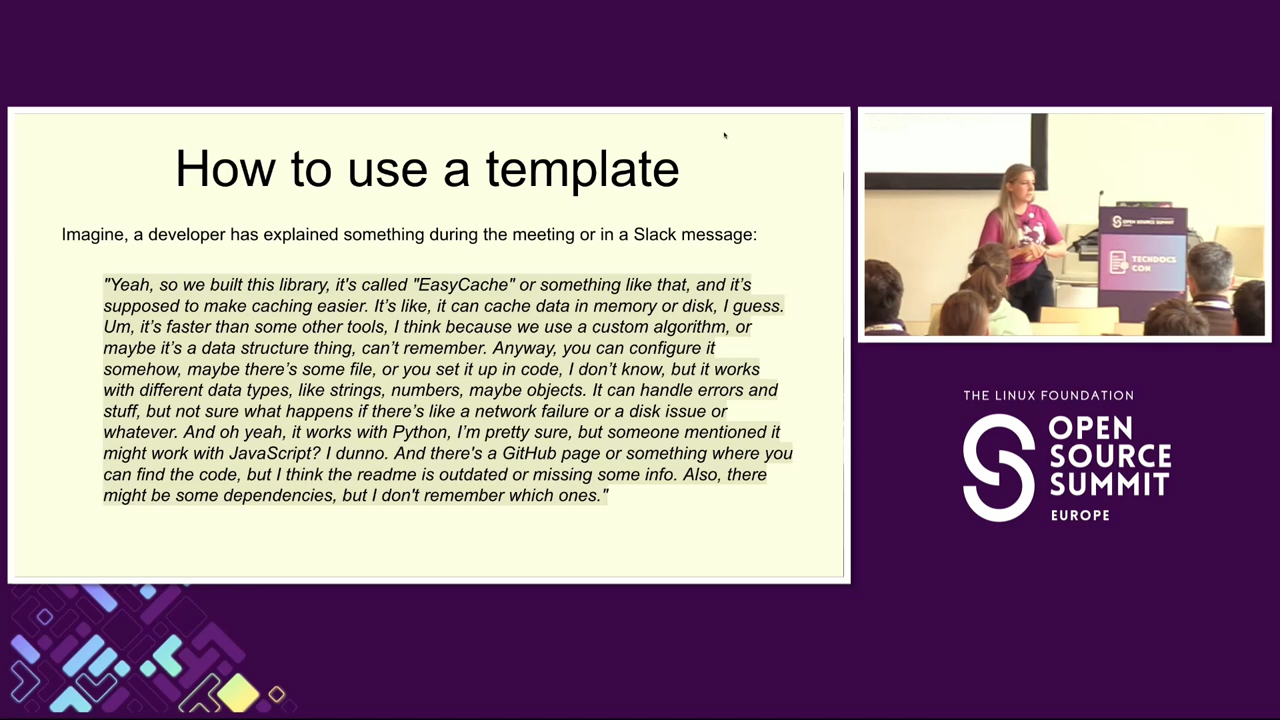 How to use a template
Imagine, a developer has explained something during the meeting or in a Slack message:
"Yeah, so we built this library, it's called "EasyCache" or something like that, and it’s
supposed to make caching easier. It’s like, it can cache data in memory or disk, I guess.
Um, it’s faster than some other tools, I think because we use a custom algorithm, or
maybe it’s a data structure thing, can’t remember. Anyway, you can configure it
somehow, maybe there’s some file, or you set it up in code, I don’t know, but it works
with different data types, like strings, numbers, maybe objects. It can handle errors and
stuff, but not sure what happens if there’s like a network failure or a disk issue or
whatever. And oh yeah, it works with Python, I’m pretty sure, but someone mentioned it
might work with JavaScript? I dunno. And there's a GitHub page or something where you
can find the code, but I think the readme is outdated or missing some info. Also, there
might be some dependencies, but I don't remember which ones."
OPEN SOURCE SUMMIT
TECHDOCS
CON
THE LINUX FOUNDATION
OPEN
SOURCE
SUMMIT
EUROPE